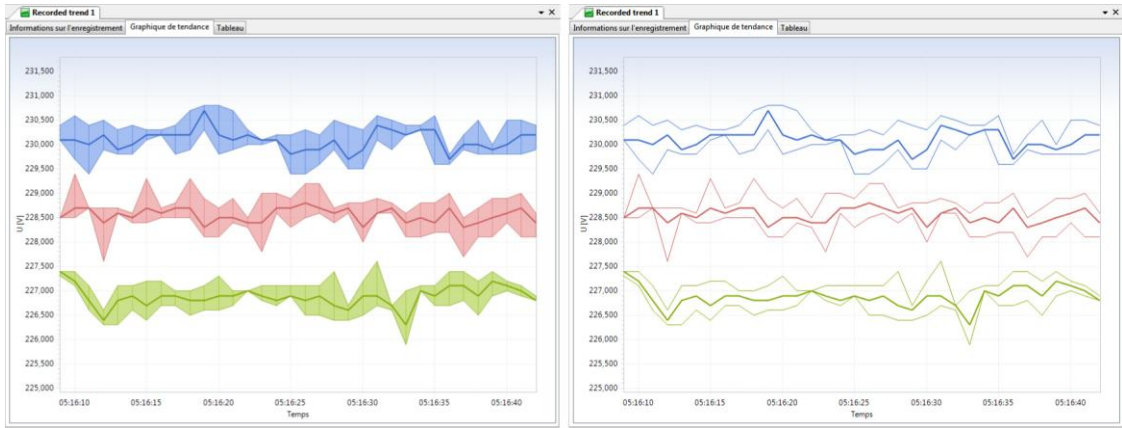 Recorded trend 1
Informations sur l'enregistrement Graphique de tendance Tableau
231,500
231,000
230,500
230,000
229,500
229,000
228,500
228,000
227,500
227,000
226,500
226,000
225,500
225,000
U [V]
05:16:10 05:16:15 05:16:20 05:16:25 05:16:30 05:16:35 05:16:40
Temps
Recorded trend 1
Informations sur l'enregistrement Graphique de tendance Tableau
231,500
231,000
230,500
230,000
229,500
229,000
228,500
228,000
227,500
227,000
226,500
226,000
225,500
225,000
U [V]
05:16:10 05:16:15 05:16:20 05:16:25 05:16:30 05:16:35 05:16:40
Temps